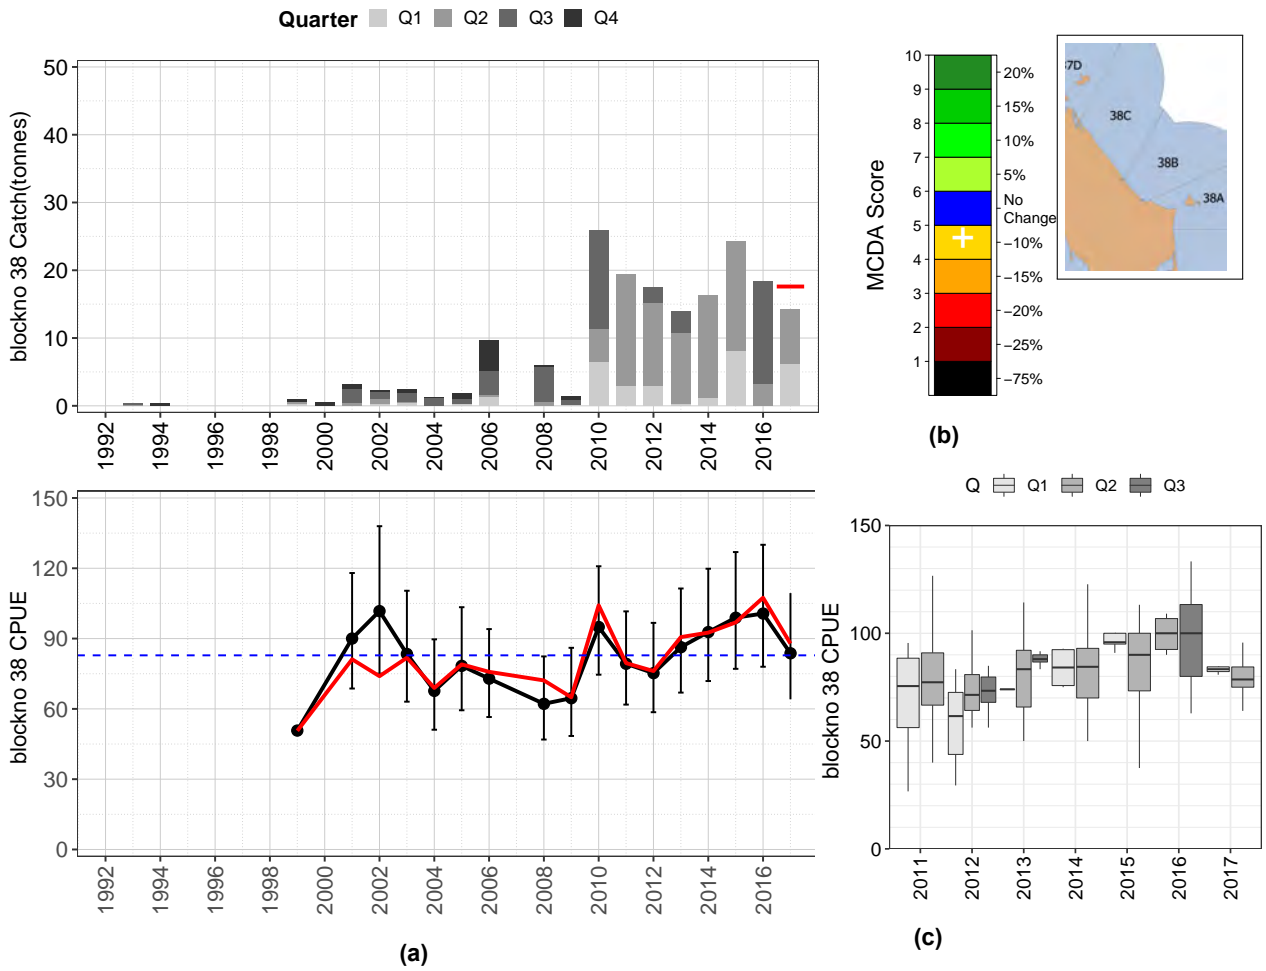 Quarter Q1 Q2 Q3 Q4
blockno 38 Catch(tonnes)
50
40
30
20
10
0
1992 1994 1996 1998 2000 2002 2004 2006 2008 2010 2012 2014 2016
blockno 38 CPUE
150
120
90
60
30
0
1992 1994 1996 1998 2000 2002 2004 2006 2008 2010 2012 2014 2016
(a)
MCDA Score
10
9
8
7
6
5
4
3
2
1
20%
15%
10%
5%
No
Change
−10%
−15%
−20%
−25%
−75%
(b)
37D
38C
38B
38A
Q Q1 Q2 Q3
blockno 38 CPUE
150
100
50
0
2011 2012 2013 2014 2015 2016 2017
(c)